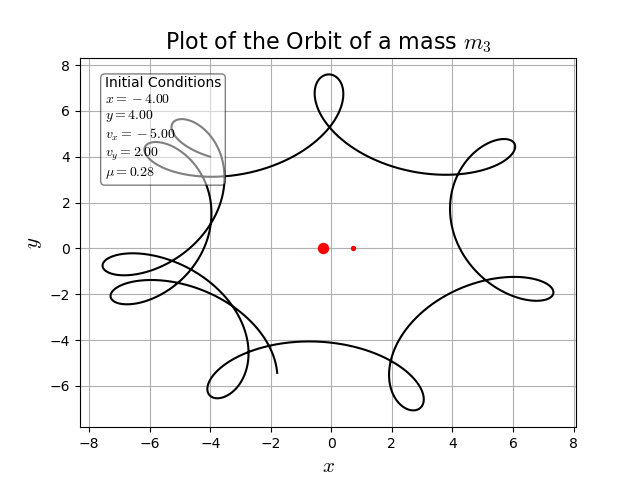 Plot of the Orbit of a mass m₃
Initial Conditions
x = −4.00
y = 4.00
vₓ = −5.00
v_y = 2.00
μ = 0.28
8
6
4
2
0
−2
−4
−6
y
−8 −6 −4 −2 0 2 4 6 8
x